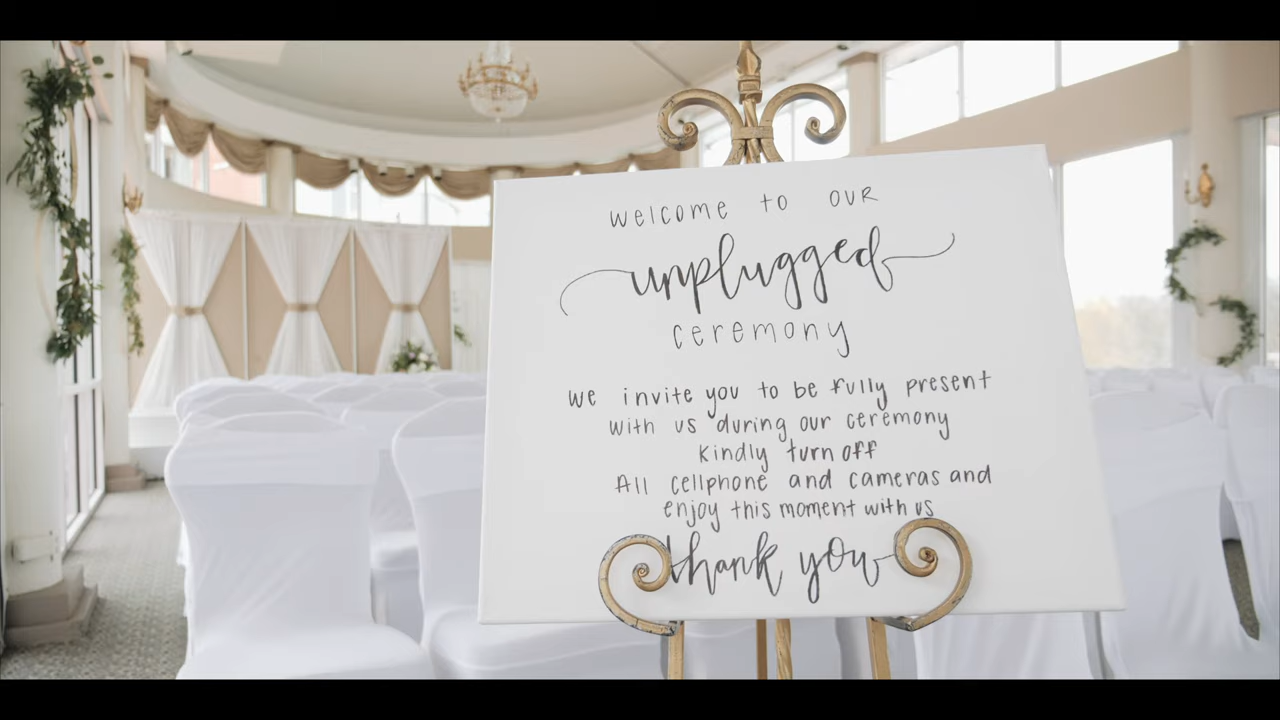 welcome to our
unplugged
ceremony
we invite you to be fully present
with us during our ceremony
kindly turn off
All cellphone and cameras and
enjoy this moment with us
thank you